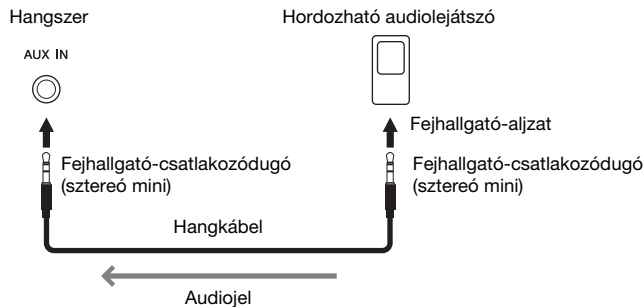 Hangszer
Hordozható audiolejátszó
AUX IN
Fejhallgató-aljzat
Fejhallgató-csatlakozódugó
(sztereó mini)
Fejhallgató-csatlakozódugó
(sztereó mini)
Hangkábel
Audiojel